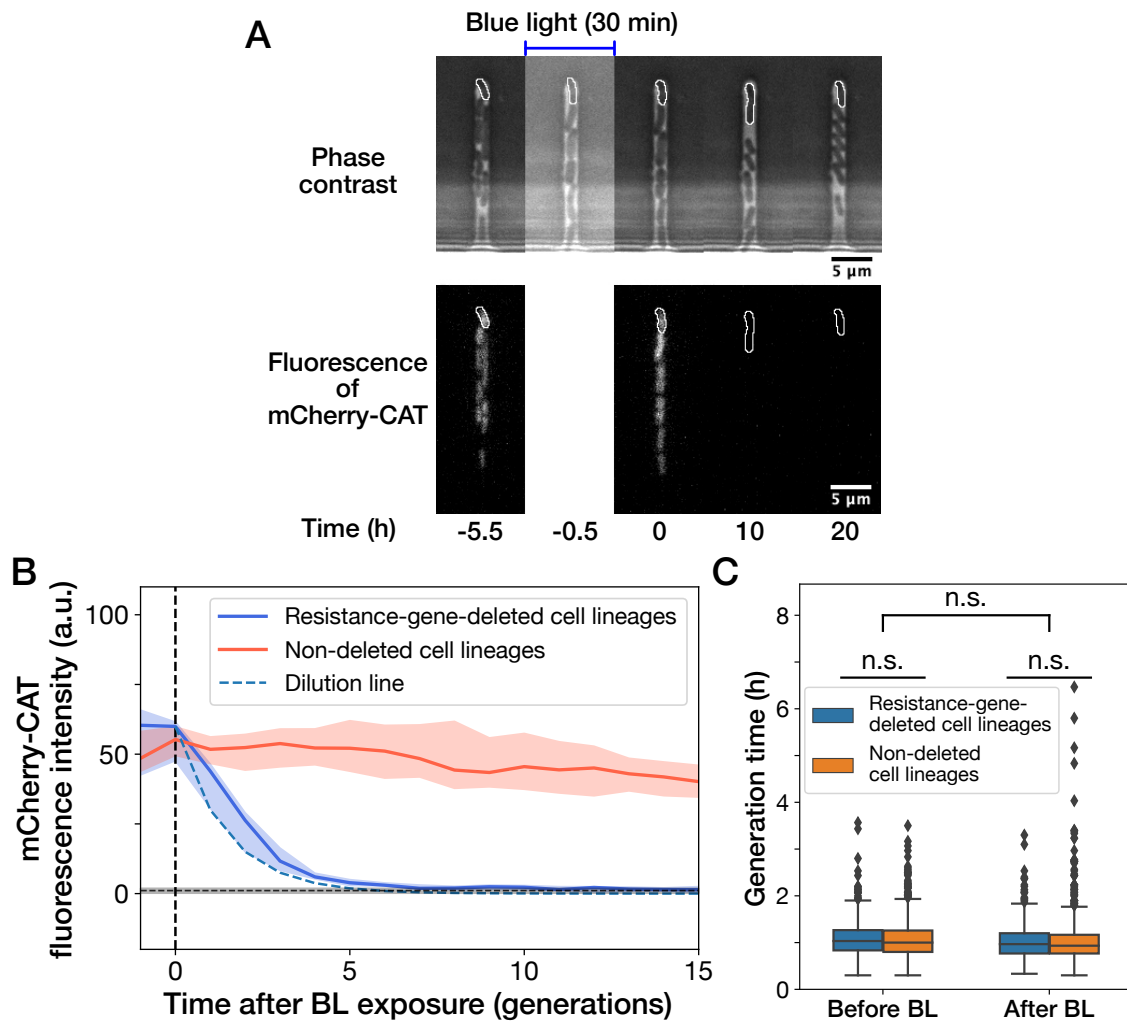 A
Blue light (30 min)
Phase
contrast
5 μm
Fluorescence
of
mCherry-CAT
5 μm
Time (h)
-5.5
-0.5
0
10
20
B
mCherry-CAT
fluorescence intensity (a.u.)
100
50
0
Resistance-gene-deleted cell lineages
Non-deleted cell lineages
Dilution line
0
5
10
15
Time after BL exposure (generations)
C
Generation time (h)
8
6
4
2
0
n.s.
n.s.
n.s.
Resistance-gene-
deleted cell lineages
Non-deleted
cell lineages
Before BL
After BL